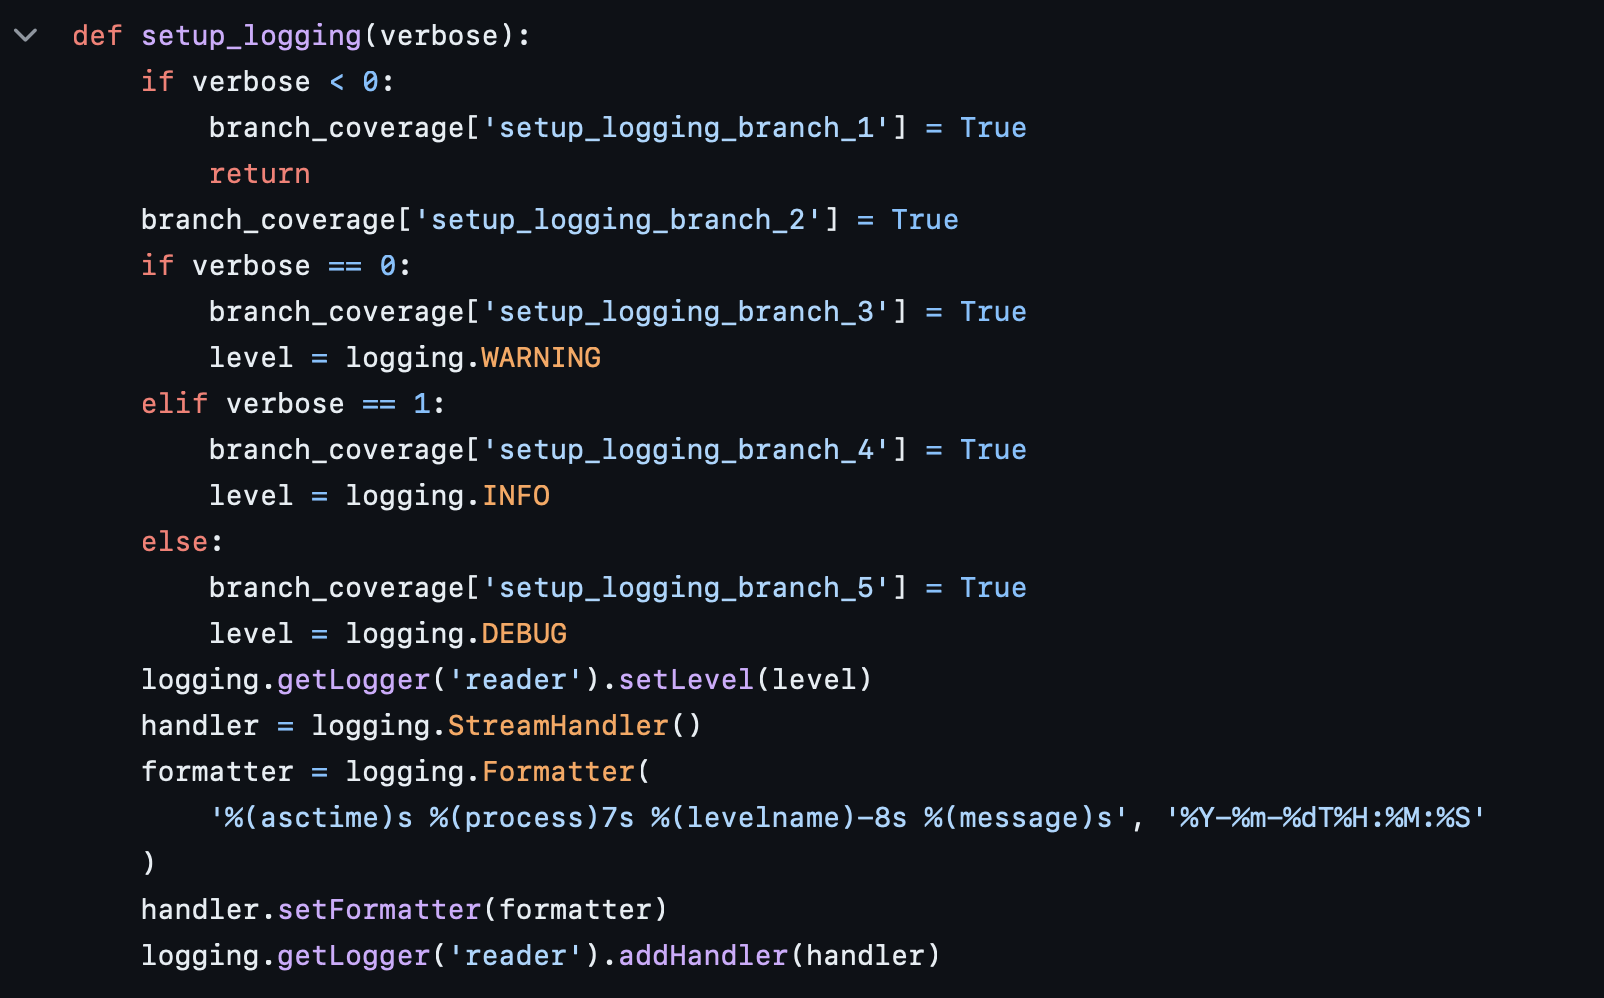 def setup_logging(verbose):
    if verbose < 0:
        branch_coverage['setup_logging_branch_1'] = True
        return
    branch_coverage['setup_logging_branch_2'] = True
    if verbose == 0:
        branch_coverage['setup_logging_branch_3'] = True
        level = logging.WARNING
    elif verbose == 1:
        branch_coverage['setup_logging_branch_4'] = True
        level = logging.INFO
    else:
        branch_coverage['setup_logging_branch_5'] = True
        level = logging.DEBUG
    logging.getLogger('reader').setLevel(level)
    handler = logging.StreamHandler()
    formatter = logging.Formatter(
        '%(asctime)s %(process)7s %(levelname)-8s %(message)s', '%Y-%m-%dT%H:%M:%S'
    )
    handler.setFormatter(formatter)
    logging.getLogger('reader').addHandler(handler)